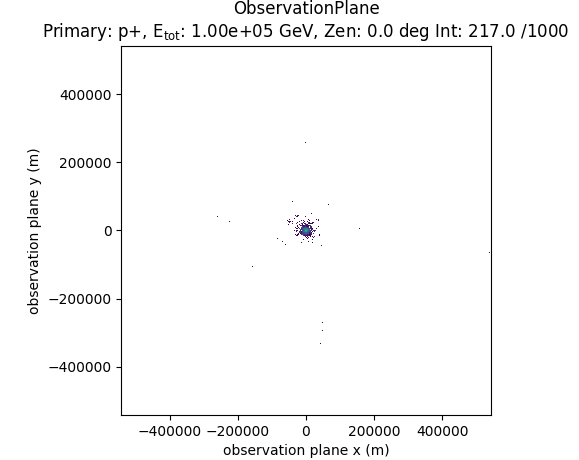 ObservationPlane
Primary: p+, E_tot: 1.00e+05 GeV, Zen: 0.0 deg Int: 217.0 /1000
400000
200000
0
−200000
−400000
observation plane y (m)
−400000 −200000 0 200000 400000
observation plane x (m)